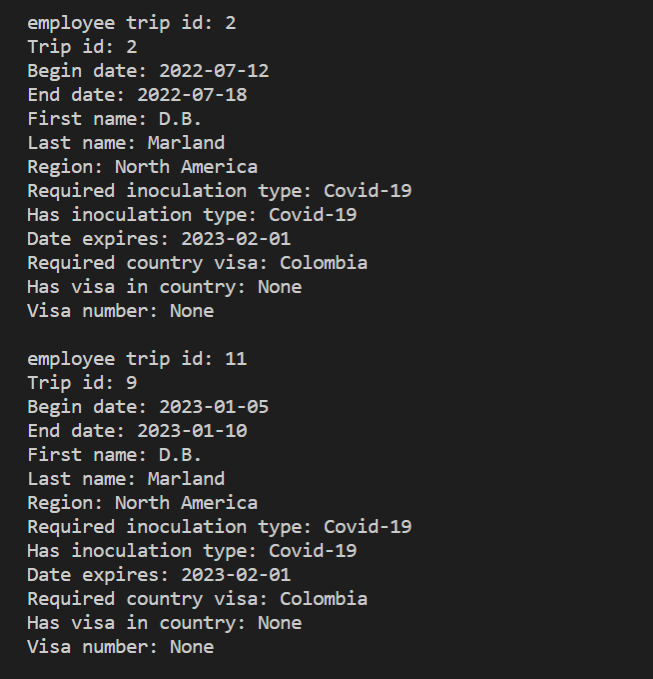 employee trip id: 2
Trip id: 2
Begin date: 2022-07-12
End date: 2022-07-18
First name: D.B.
Last name: Marland
Region: North America
Required inoculation type: Covid-19
Has inoculation type: Covid-19
Date expires: 2023-02-01
Required country visa: Colombia
Has visa in country: None
Visa number: None
employee trip id: 11
Trip id: 9
Begin date: 2023-01-05
End date: 2023-01-10
First name: D.B.
Last name: Marland
Region: North America
Required inoculation type: Covid-19
Has inoculation type: Covid-19
Date expires: 2023-02-01
Required country visa: Colombia
Has visa in country: None
Visa number: None